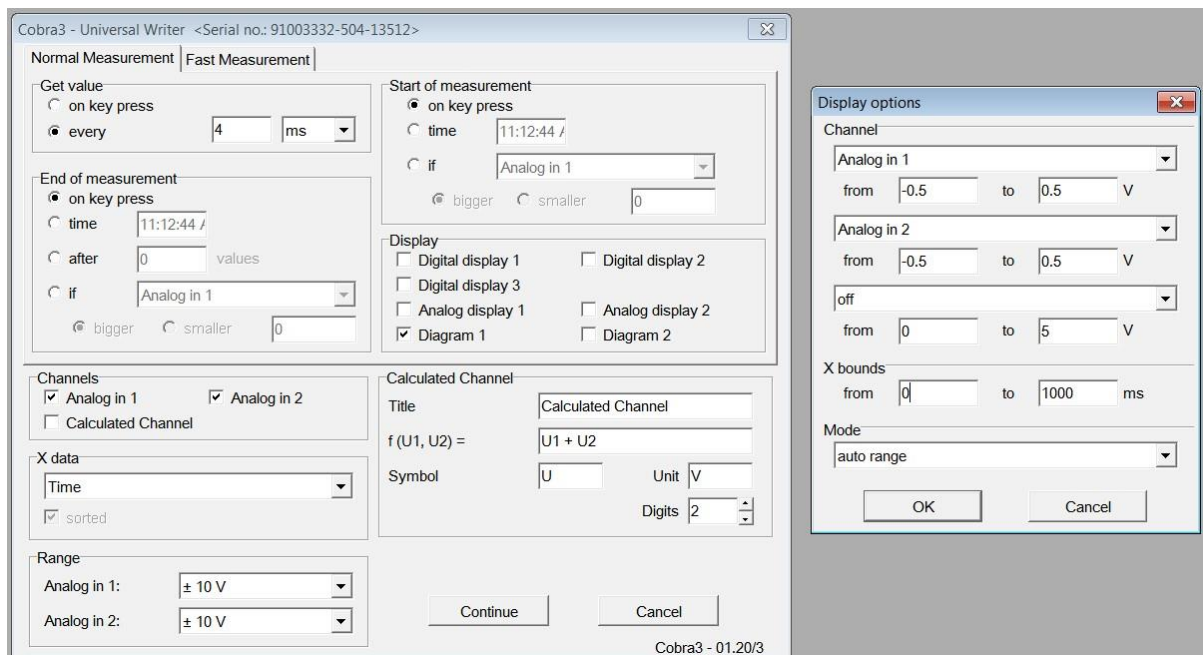 Cobra3 - Universal Writer <Serial no.: 91003332-504-13512>
Normal Measurement Fast Measurement
Get value
on key press
every 4 ms
End of measurement
on key press
time 11:12:44
after 0 values
if Analog in 1
bigger smaller 0
Start of measurement
on key press
time 11:12:44
if Analog in 1
bigger smaller 0
Display
Digital display 1 Digital display 2
Digital display 3
Analog display 1 Analog display 2
Diagram 1 Diagram 2
Channels
Analog in 1 Analog in 2
Calculated Channel
X data
Time
sorted
Range
Analog in 1: ± 10 V
Analog in 2: ± 10 V
Calculated Channel
Title Calculated Channel
f (U1, U2) = U1 + U2
Symbol U Unit V
Digits 2
Continue Cancel
Cobra3 - 01.20/3
Display options
Channel
Analog in 1
from -0.5 to 0.5 V
Analog in 2
from -0.5 to 0.5 V
off
from 0 to 5 V
X bounds
from 0 to 1000 ms
Mode
auto range
OK Cancel